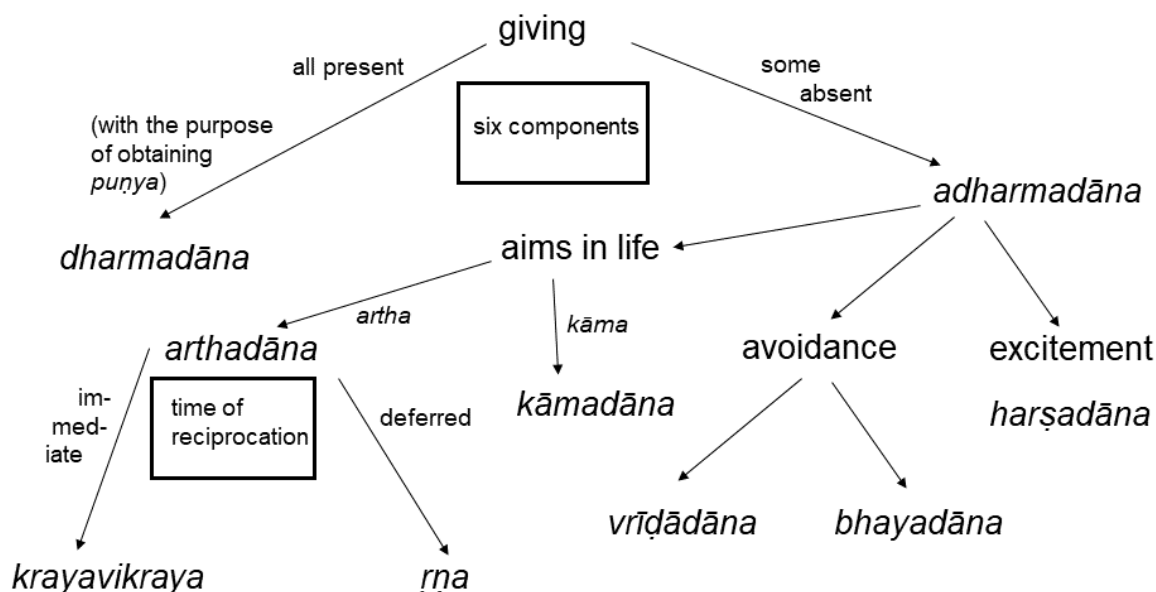 giving
all present
some
absent
six components
(with the purpose
of obtaining
puṇya)
adharmadāna
dharmadāna
aims in life
artha
kāma
arthadāna
avoidance
excitement
im-
med-
iate
time of
reciprocation
deferred
kāmadāna
harṣadāna
vrīḍādāna
bhayadāna
krayavikraya
ṛṇa